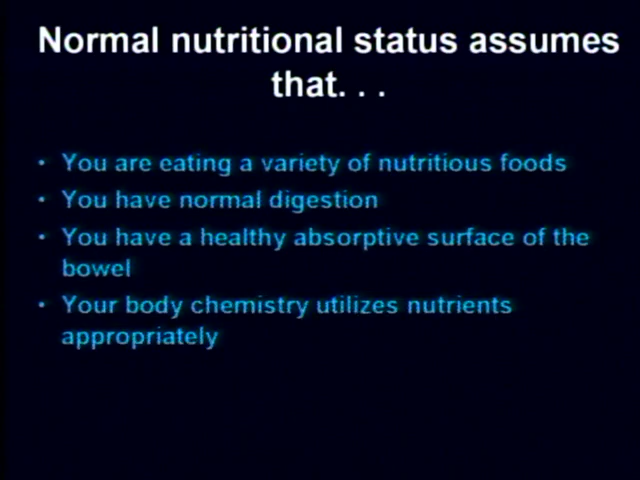 Normal nutritional status assumes
that. . .
• You are eating a variety of nutritious foods
• You have normal digestion
• You have a healthy absorptive surface of the
bowel
• Your body chemistry utilizes nutrients
appropriately